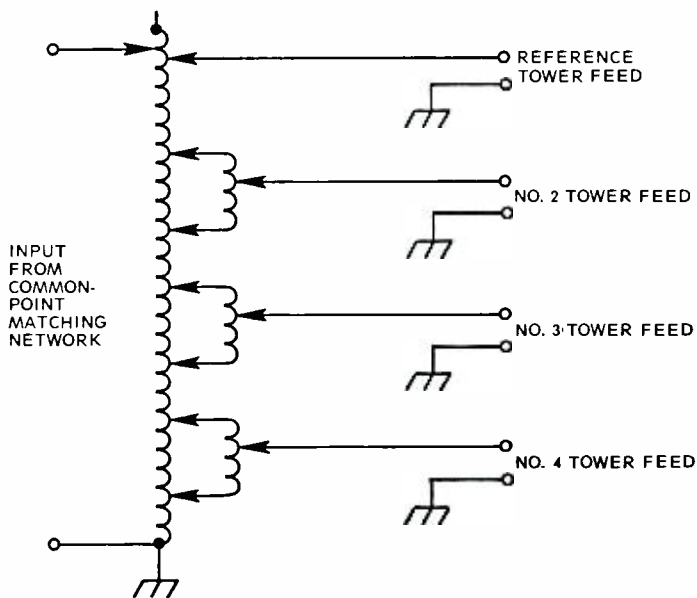 REFERENCE
TOWER FEED
NO. 2 TOWER FEED
INPUT
FROM
COMMON-
POINT
MATCHING
NETWORK
NO. 3 TOWER FEED
NO. 4 TOWER FEED